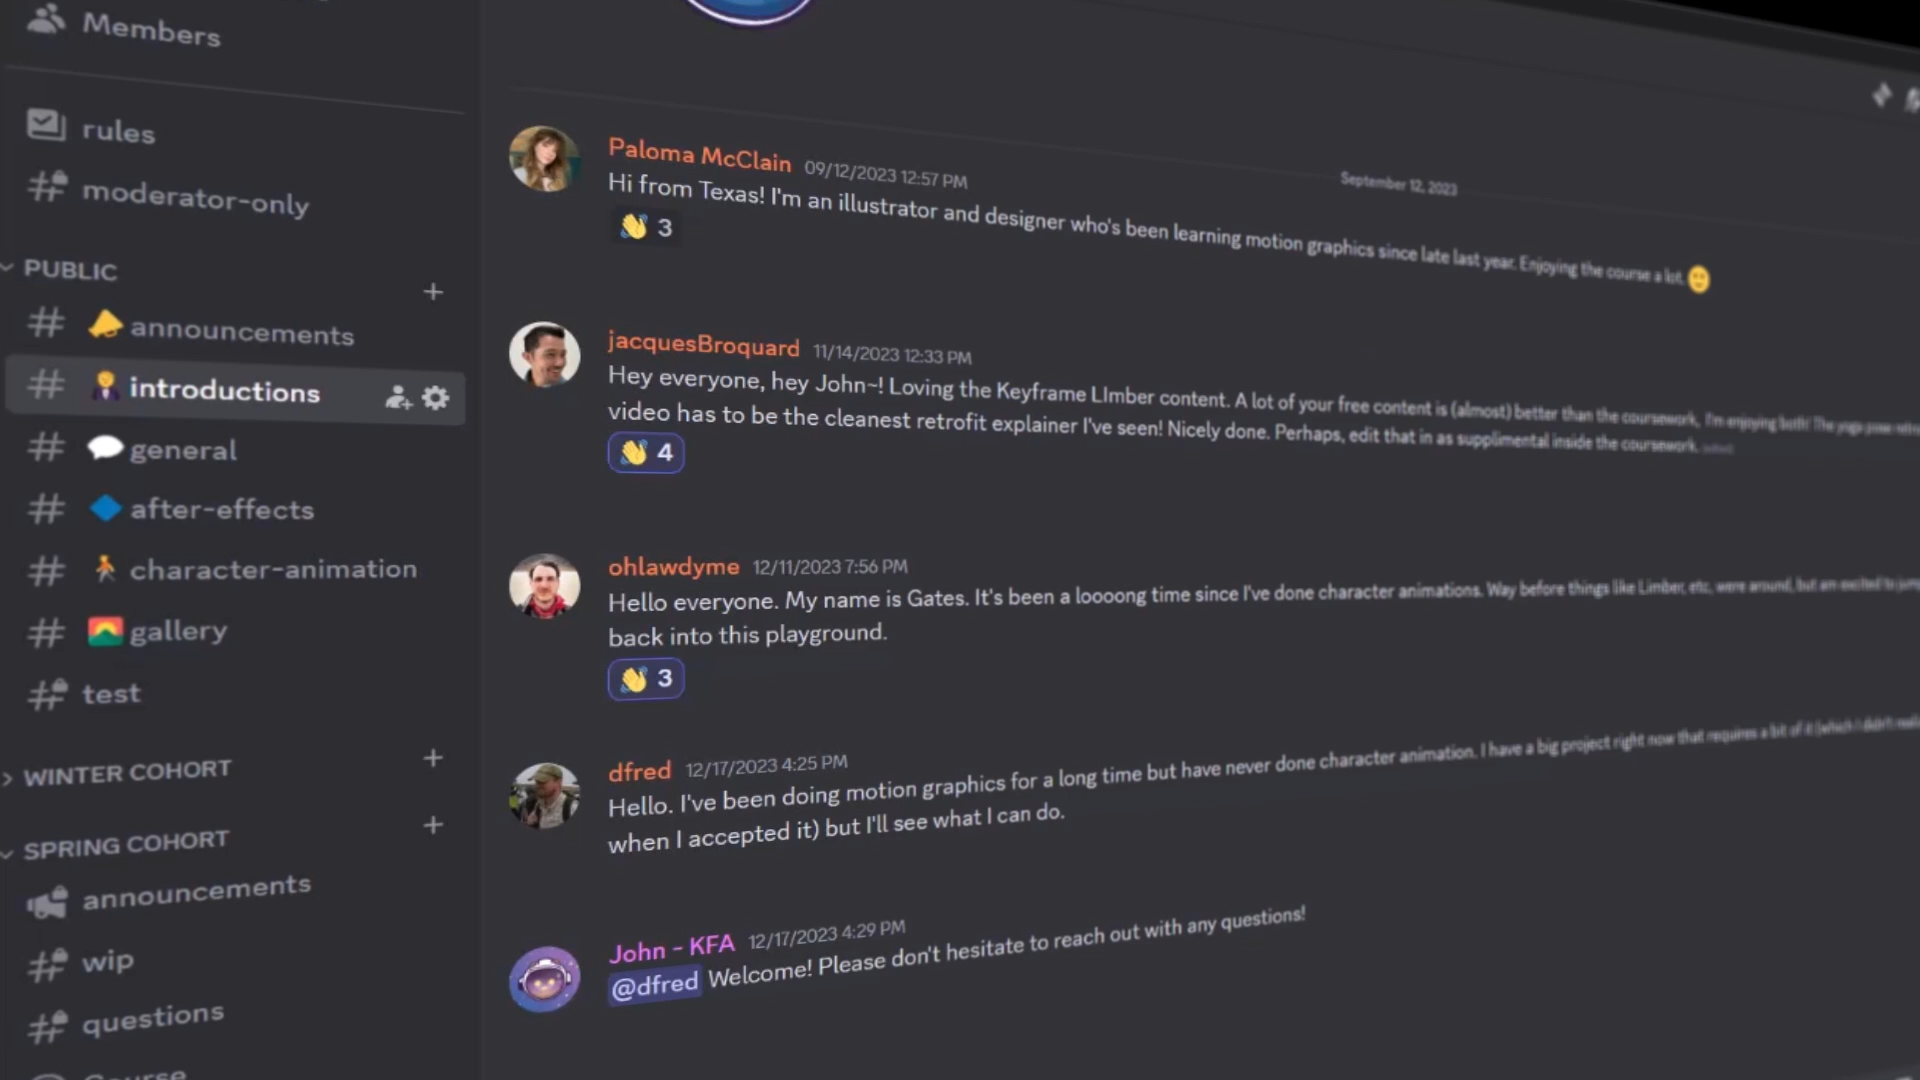 Members
rules
moderator-only
PUBLIC
announcements
introductions
general
after-effects
character-animation
gallery
test
WINTER COHORT
SPRING COHORT
announcements
wip
questions
Course
September 12, 2023
Paloma McClain 09/12/2023 12:57 PM
Hi from Texas! I'm an illustrator and designer who's been learning motion graphics since late last year. Enjoying the course a lot. 🙂
👋 3
jacquesBroquard 11/14/2023 12:33 PM
Hey everyone, hey John~! Loving the Keyframe LImber content. A lot of your free content is (almost) better than the coursework, I'm enjoying both! The yoga pose
video has to be the cleanest retrofit explainer I've seen! Nicely done. Perhaps, edit that in as supplimental inside the coursework.
👋 4
ohlawdyme 12/11/2023 7:56 PM
Hello everyone. My name is Gates. It's been a loooong time since I've done character animations. Way before things like Limber, etc, were around, but am excited to jump
back into this playground.
👋 3
dfred 12/17/2023 4:25 PM
Hello. I've been doing motion graphics for a long time but have never done character animation. I have a big project right now that requires a bit of it (which I didn't
when I accepted it) but I'll see what I can do.
John - KFA 12/17/2023 4:29 PM
@dfred Welcome! Please don't hesitate to reach out with any questions!